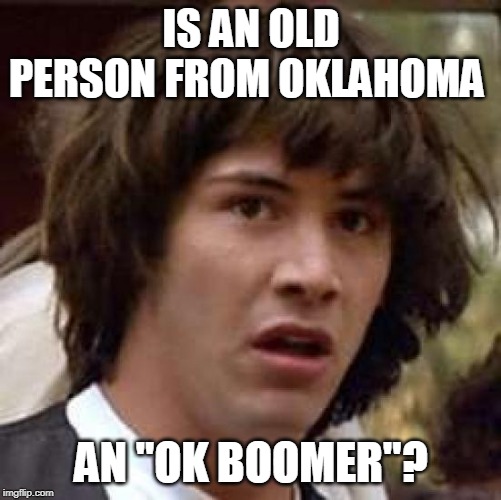 IS AN OLD
PERSON FROM OKLAHOMA
AN "OK BOOMER"?
imgflip.com